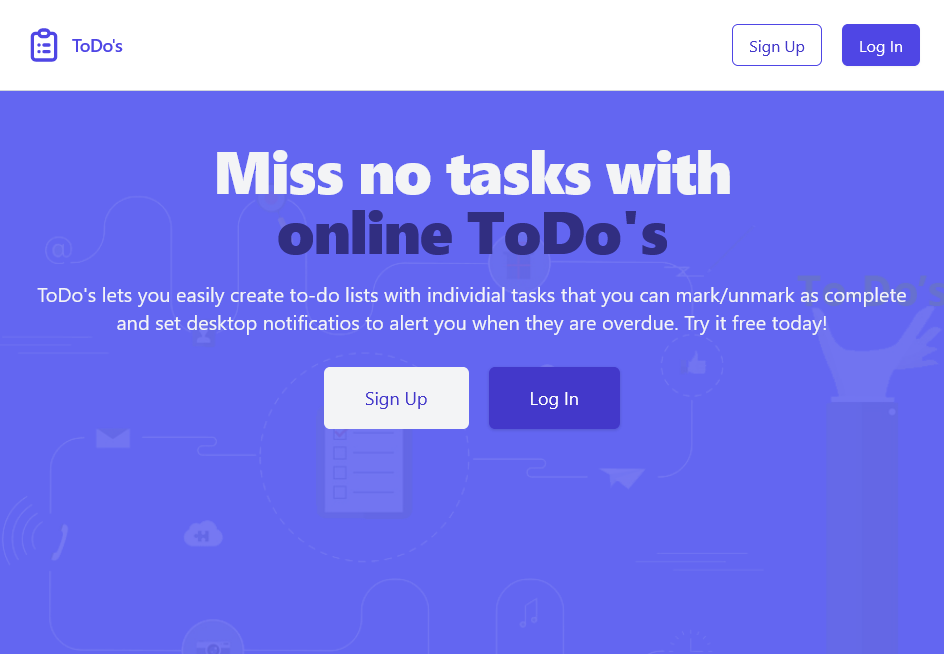 ToDo's
Sign Up
Log In
Miss no tasks with
online ToDo's
To Do's
ToDo's lets you easily create to-do lists with individial tasks that you can mark/unmark as complete
and set desktop notificatios to alert you when they are overdue. Try it free today!
Sign Up
Log In
@